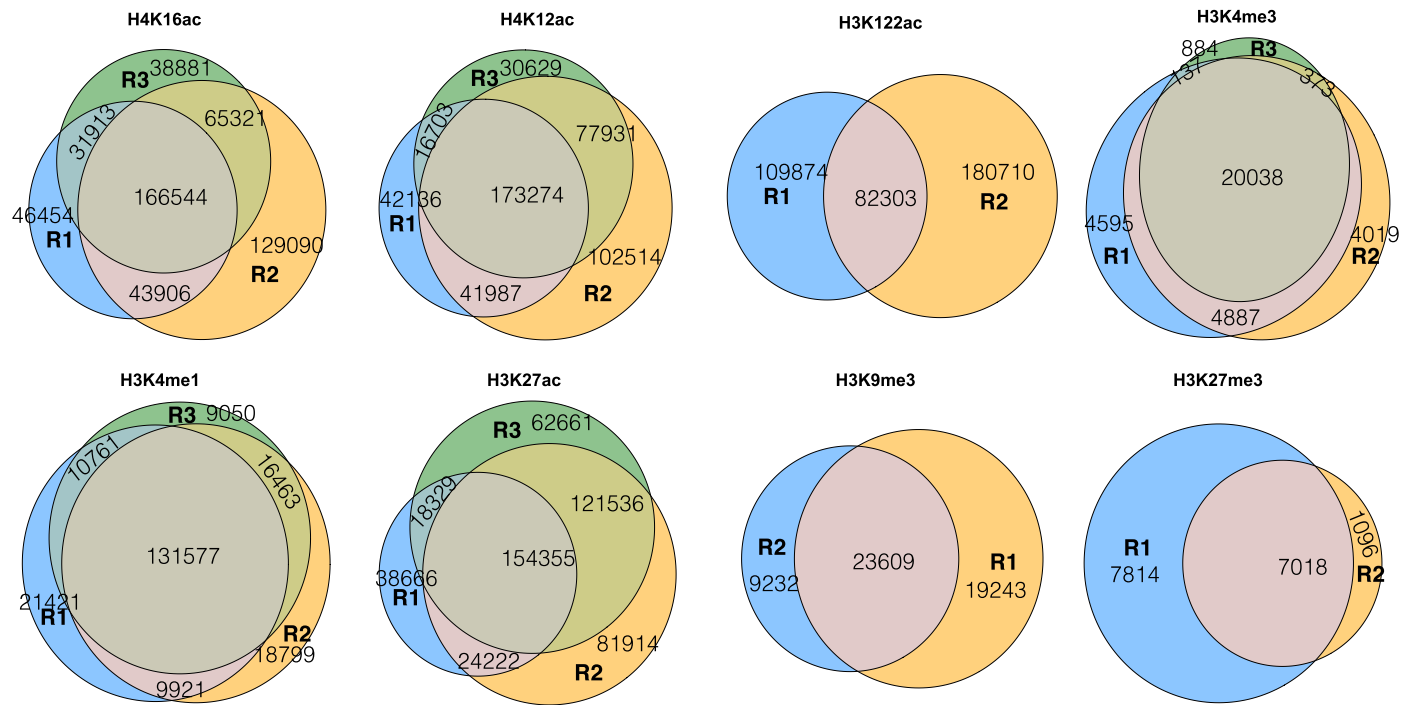 H4K16ac
R3 38881
31913
65321
166544
46454
R1
129090
R2
43906
H4K12ac
R3 30629
16703
77931
173274
42136
R1
102514
R2
41987
H3K122ac
109874
R1
82303
180710
R2
H3K4me3
884
R3
137
373
20038
4595
R1
4019
R2
4887
H3K4me1
R3 9050
10761
16463
131577
21421
R1
R2
18799
9921
H3K27ac
R3 62661
18329
121536
154355
38666
R1
81914
R2
24222
H3K9me3
R2
9232
23609
R1
19243
H3K27me3
R1
7814
7018
1096
R2